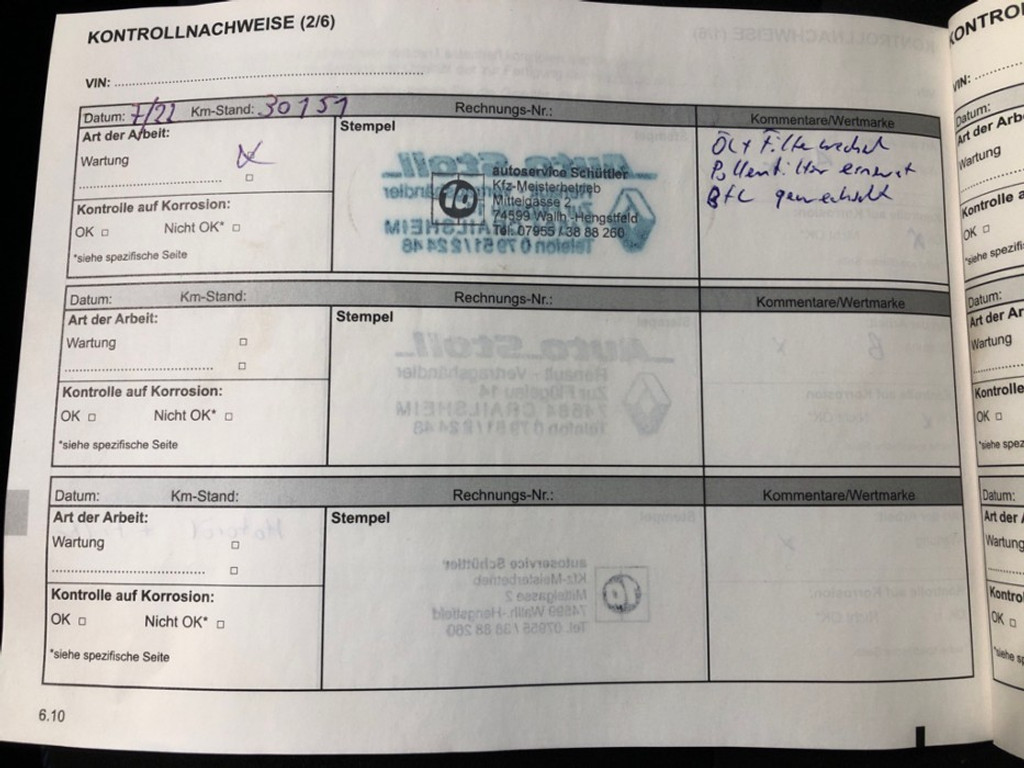 KONTROLLNACHWEISE (2/6)
VIN:
Datum: 7/22 Km-Stand: 30151 Rechnungs-Nr.: Kommentare/Wertmarke
Art der Arbeit:
Wartung
Kontrolle auf Korrosion:
OK Nicht OK*
*siehe spezifische Seite
Stempel
autoservice Schüttler
Kfz-Meisterbetrieb
Mittelgasse 2
74599 Wallh.-Hengstfeld
Tel. 07955 / 38 88 260
Öl + Filterwechsel
Pollenfilter erneuert
Bfl. gewechselt
Datum: Km-Stand: Rechnungs-Nr.: Kommentare/Wertmarke
Art der Arbeit:
Wartung
Kontrolle auf Korrosion:
OK Nicht OK*
*siehe spezifische Seite
Stempel
Datum: Km-Stand: Rechnungs-Nr.: Kommentare/Wertmarke
Art der Arbeit:
Wartung
Kontrolle auf Korrosion:
OK Nicht OK*
*siehe spezifische Seite
Stempel
6.10
KONTRO
VIN:
Datum:
Art der Arbe
Wartung
Kontrolle a
OK
*siehe spezifi
Datum:
Art der Ar
Wartung
Kontrolle
OK
*siehe spez
Datum:
Art der A
Wartung
Kontro
OK
*siehe sp